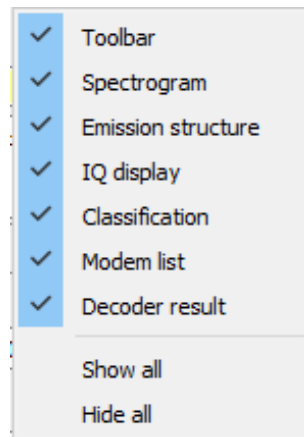 Toolbar
Spectrogram
Emission structure
IQ display
Classification
Modem list
Decoder result
Show all
Hide all